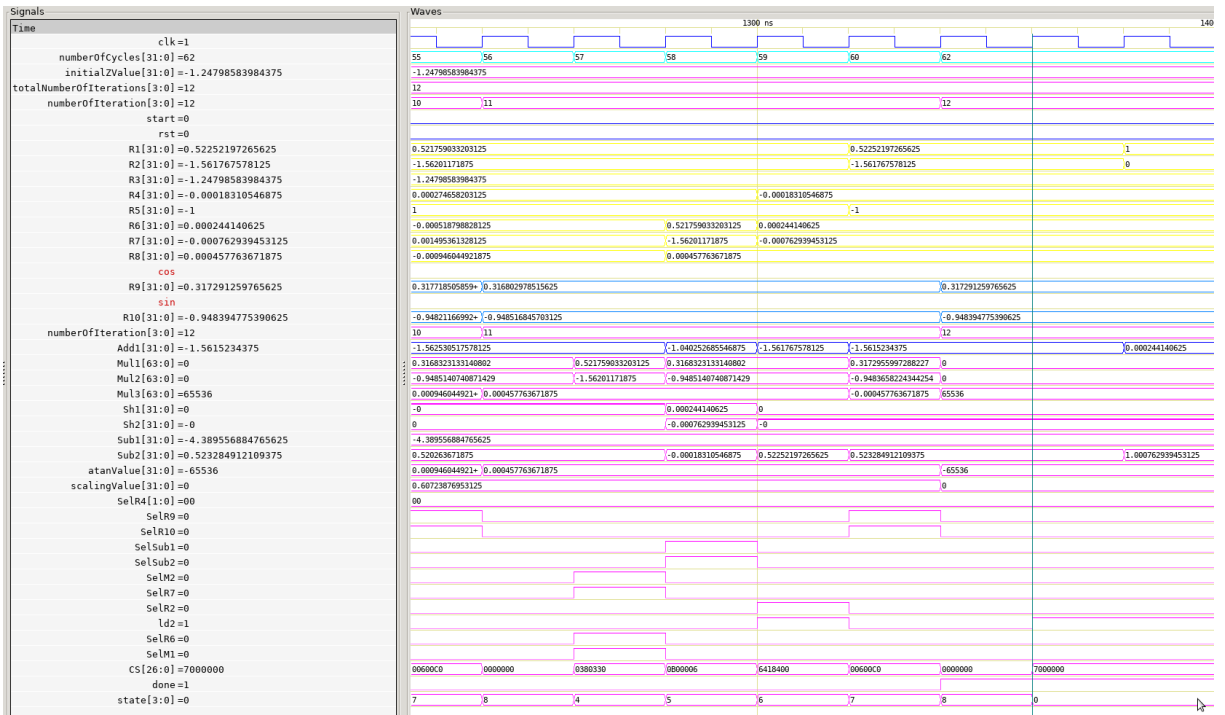 Signals
Waves
Time
1300 ns
140
clk=1
numberOfCycles[31:0]=62
55 56 57 58 59 60 62
initialZValue[31:0]=-1.24798583984375
-1.24798583984375
totalNumberOfIterations[3:0]=12
12
numberOfIteration[3:0]=12
10 11 12
start=0
rst=0
R1[31:0]=0.52252197265625
0.521759033203125 0.52252197265625 1
R2[31:0]=-1.561767578125
-1.56201171875 -1.561767578125 0
R3[31:0]=-1.24798583984375
-1.24798583984375
R4[31:0]=-0.00018310546875
0.000274658203125 -0.00018310546875
R5[31:0]=-1
1 -1
R6[31:0]=0.000244140625
-0.000518798828125 0.521759033203125 0.000244140625
R7[31:0]=-0.000762939453125
0.001495361328125 -1.56201171875 -0.000762939453125
R8[31:0]=0.000457763671875
-0.000946044921875 0.000457763671875
cos
R9[31:0]=0.317291259765625
0.317718505859+ 0.316802978515625 0.317291259765625
sin
R10[31:0]=-0.948394775390625
-0.94821166992+ -0.948516845703125 -0.948394775390625
numberOfIteration[3:0]=12
10 11 12
Add1[31:0]=-1.5615234375
-1.562530517578125 -1.040252685546875 -1.561767578125 -1.5615234375 0.000244140625
Mul1[63:0]=0
0.3168323133140802 0.521759033203125 0.3168323133140802 0.3172955997288227 0
Mul2[63:0]=0
-0.9485140740871429 -1.56201171875 -0.9485140740871429 -0.9483658224344254 0
Mul3[63:0]=65536
0.000946044921+ 0.000457763671875 -0.000457763671875 65536
Sh1[31:0]=0
-0 0.000244140625 0
Sh2[31:0]=-0
0 -0.000762939453125 -0
Sub1[31:0]=-4.389556884765625
-4.389556884765625
Sub2[31:0]=0.523284912109375
0.520263671875 -0.00018310546875 0.52252197265625 0.523284912109375 1.000762939453125
atanValue[31:0]=-65536
0.000946044921+ 0.000457763671875 -65536
scalingValue[31:0]=0
0.60723876953125 0
SelR4[1:0]=00
00
SelR9=0
SelR10=0
SelSub1=0
SelSub2=0
SelM2=0
SelR7=0
SelR2=0
ld2=1
SelR6=0
SelM1=0
CS[26:0]=7000000
00600C0 0000000 0380330 0B00006 6418400 00600C0 0000000 7000000
done=1
state[3:0]=0
7 8 4 5 6 7 8 0